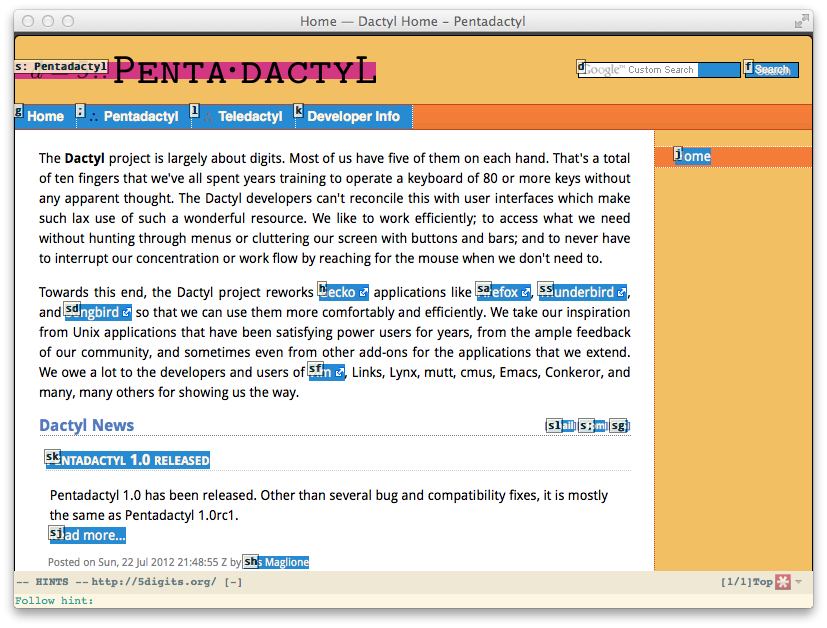 Home — Dactyl Home – Pentadactyl
s: Pentadactyl
PENTA·DACTYL
d
Google™ Custom Search
f Search
g Home
; ∴ Pentadactyl
l ∴ Teledactyl
k Developer Info
j ome
The Dactyl project is largely about digits. Most of us have five of them on each hand. That's a total
of ten fingers that we've all spent years training to operate a keyboard of 80 or more keys without
any apparent thought. The Dactyl developers can't reconcile this with user interfaces which make
such lax use of such a wonderful resource. We like to work efficiently; to access what we need
without hunting through menus or cluttering our screen with buttons and bars; and to never have
to interrupt our concentration or work flow by reaching for the mouse when we don't need to.
Towards this end, the Dactyl project reworks h ecko applications like sa irefox, ss hunderbird,
and sd ngbird so that we can use them more comfortably and efficiently. We take our inspiration
from Unix applications that have been satisfying power users for years, from the ample feedback
of our community, and sometimes even from other add-ons for the applications that we extend.
We owe a lot to the developers and users of sf m, Links, Lynx, mutt, cmus, Emacs, Conkeror, and
many, many others for showing us the way.
Dactyl News
sl ail s; m sg
sk ENTADACTYL 1.0 RELEASED
Pentadactyl 1.0 has been released. Other than several bug and compatibility fixes, it is mostly
the same as Pentadactyl 1.0rc1.
sj ad more...
Posted on Sun, 22 Jul 2012 21:48:55 Z by sh s Maglione
-- HINTS -- http://5digits.org/ [-]
[1/1] Top
Follow hint: